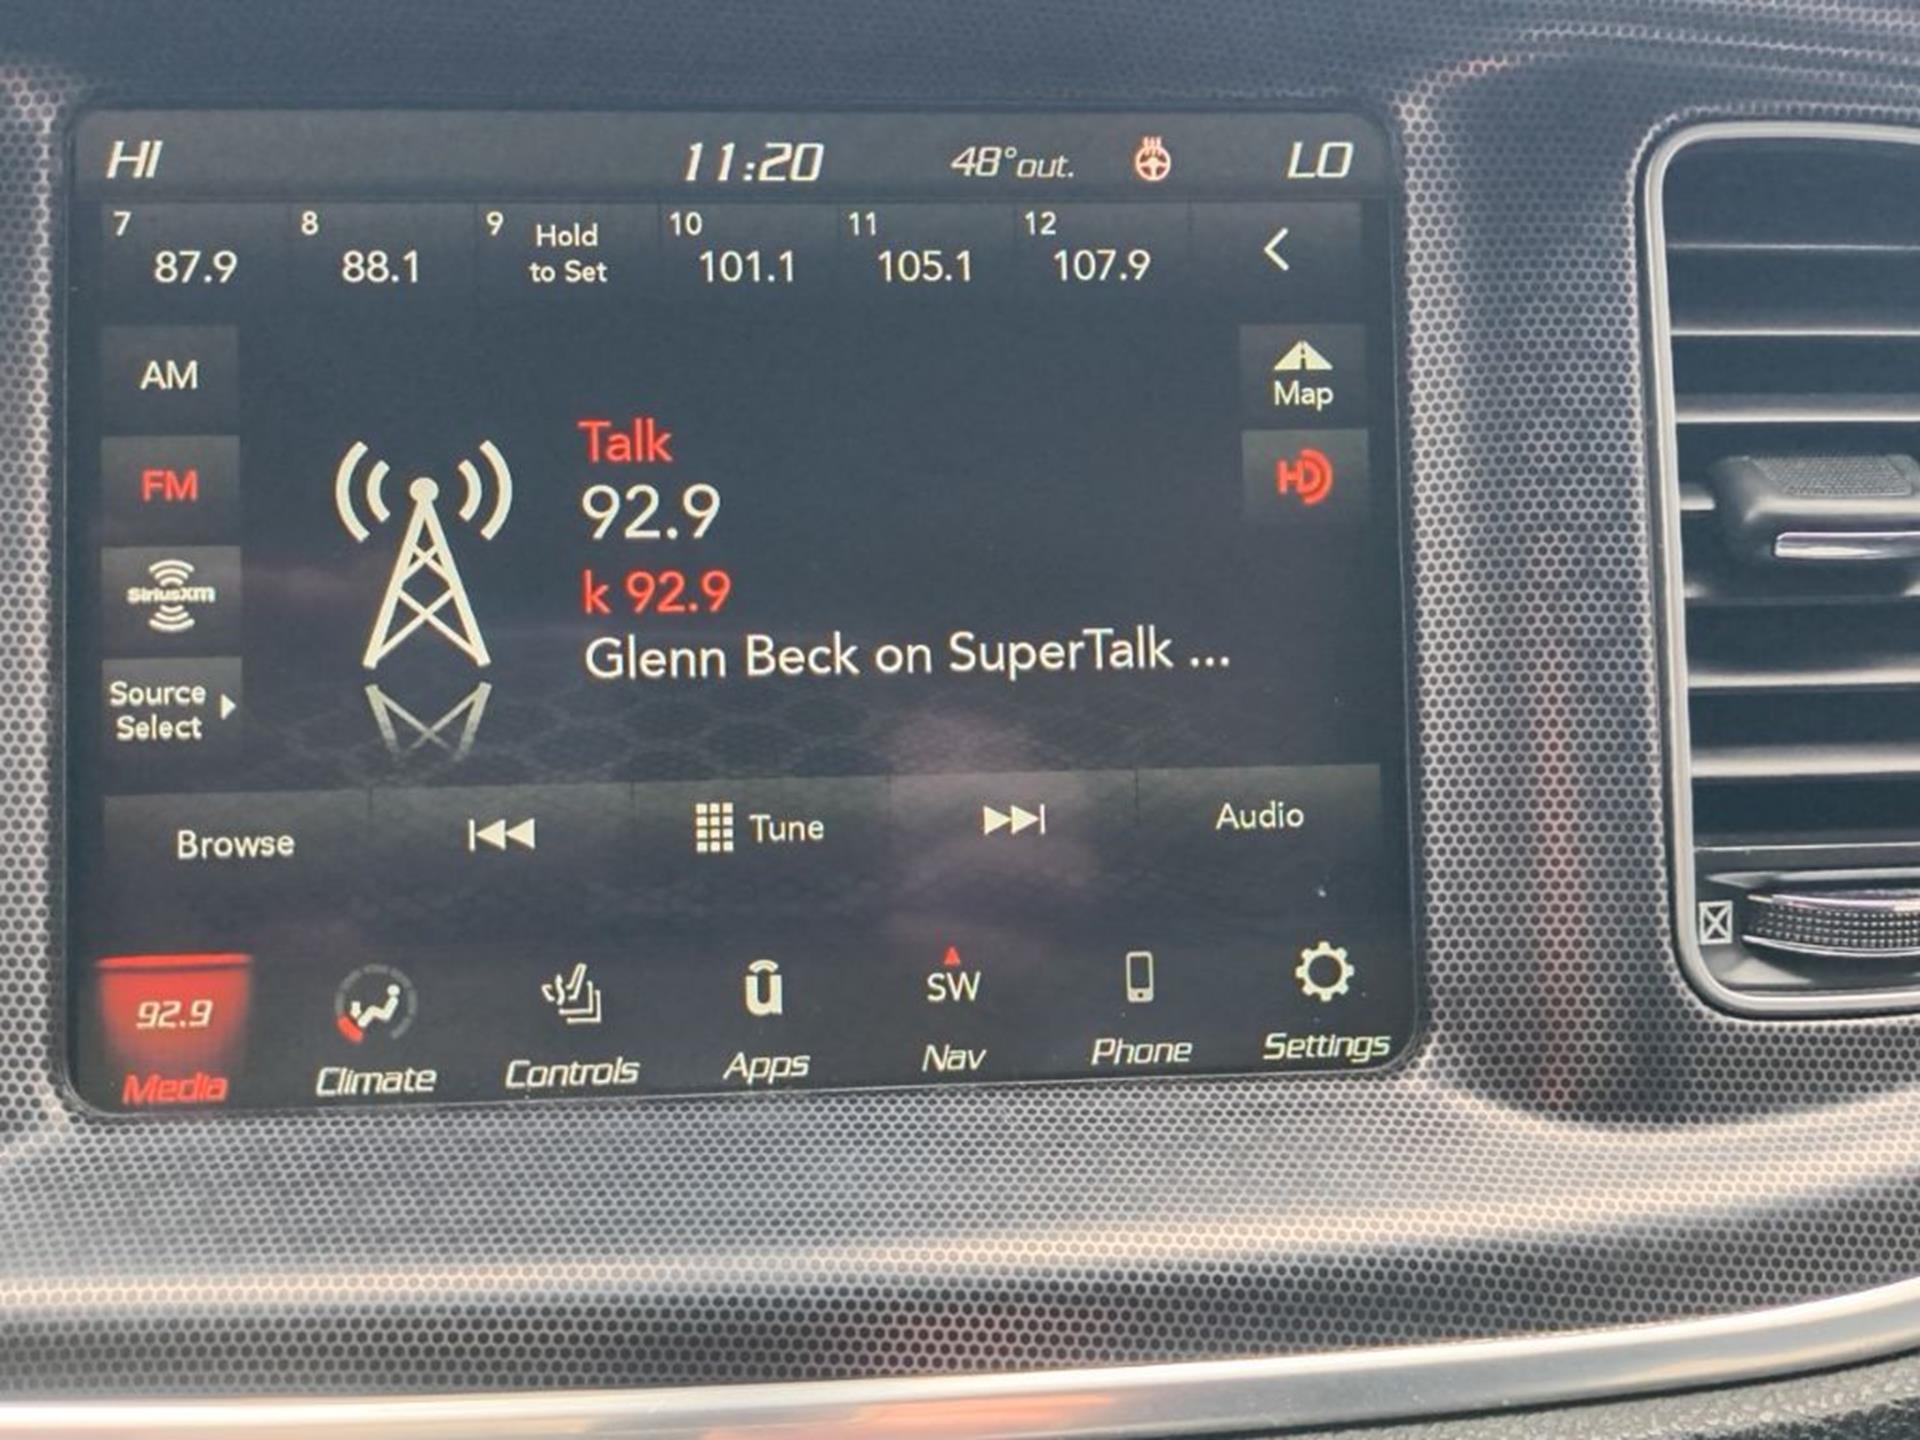 HI 11:20 48°out. LO
7 8 9 Hold 10 11 12
87.9 88.1 to Set 101.1 105.1 107.9
AM
Map
Talk
FM
HD
92.9
k 92.9
SiriusXM
Glenn Beck on SuperTalk ...
Source
Select
Browse Tune Audio
92.9 SW
Media Climate Controls Apps Nav Phone Settings